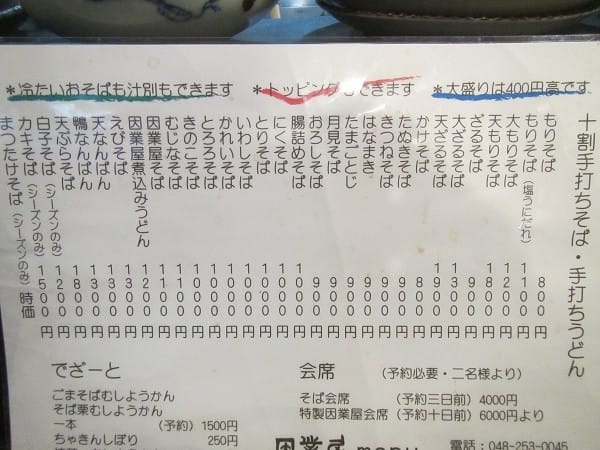 ＊冷たいおそばも汁別もできます
＊トッピングもできます
＊大盛りは400円高です
十割手打ちそば・手打ちうどん
もりそば 800円
もりそば（塩うにだれ） 1100円
大もりそば 1200円
天もりそば 1800円
ざるそば 900円
大ざるそば 1300円
天ざるそば 1900円
かけそば 800円
たぬきそば 900円
きつねそば 900円
はなまき 900円
たまごとじ 900円
月見そば 900円
おろしそば 900円
腸詰めそば 1000円
にくそば 1000円
とりそば 1000円
いわしそば 1000円
かれいそば 1000円
とろろそば 1000円
きのこそば 1000円
むじなそば 1100円
因業屋そば 1100円
因業屋煮込みうどん 1200円
えびそば 1300円
天なんばん 1300円
鴨なんばん 1300円
天ぷらそば 1800円
白子そば（シーズンのみ） 1200円
カキそば（シーズンのみ） 1500円
まつたけそば（シーズンのみ） 時価
でざーと
ごまそばむしようかん
そば栗むしようかん
一本 （予約）1500円
ちゃきんしぼり 250円
会席 （予約必要・二名様より）
そば会席 （予約三日前）4000円
特製因業屋会席（予約十日前）6000円より
因業屋 menu
電話：048-253-0045